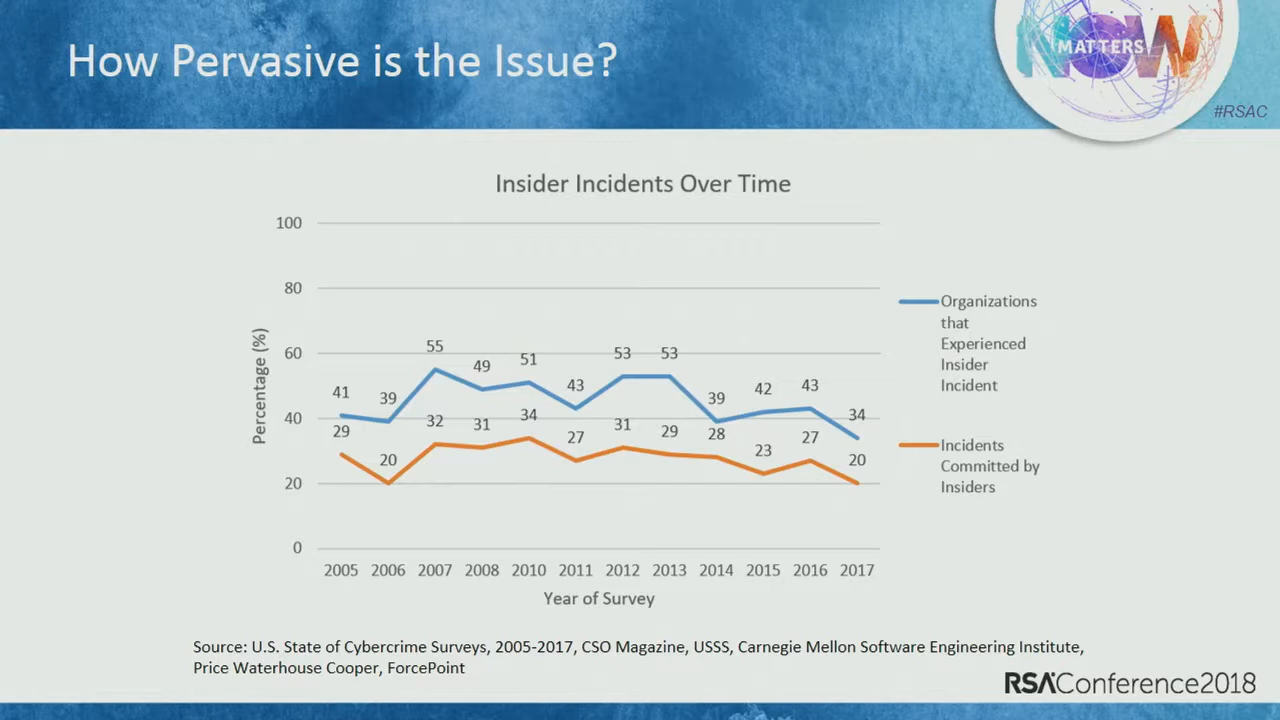 How Pervasive is the Issue?
NOW
MATTERS
#RSAC
Insider Incidents Over Time
100
80
60
40
20
0
Percentage (%)
41 39 55 49 51 43 53 53 39 42 43 34
29 20 32 31 34 27 31 29 28 23 27 20
2005 2006 2007 2008 2010 2011 2012 2013 2014 2015 2016 2017
Year of Survey
Organizations
that
Experienced
Insider
Incident
Incidents
Committed by
Insiders
Source: U.S. State of Cybercrime Surveys, 2005-2017, CSO Magazine, USSS, Carnegie Mellon Software Engineering Institute,
Price Waterhouse Cooper, ForcePoint
RSAConference2018